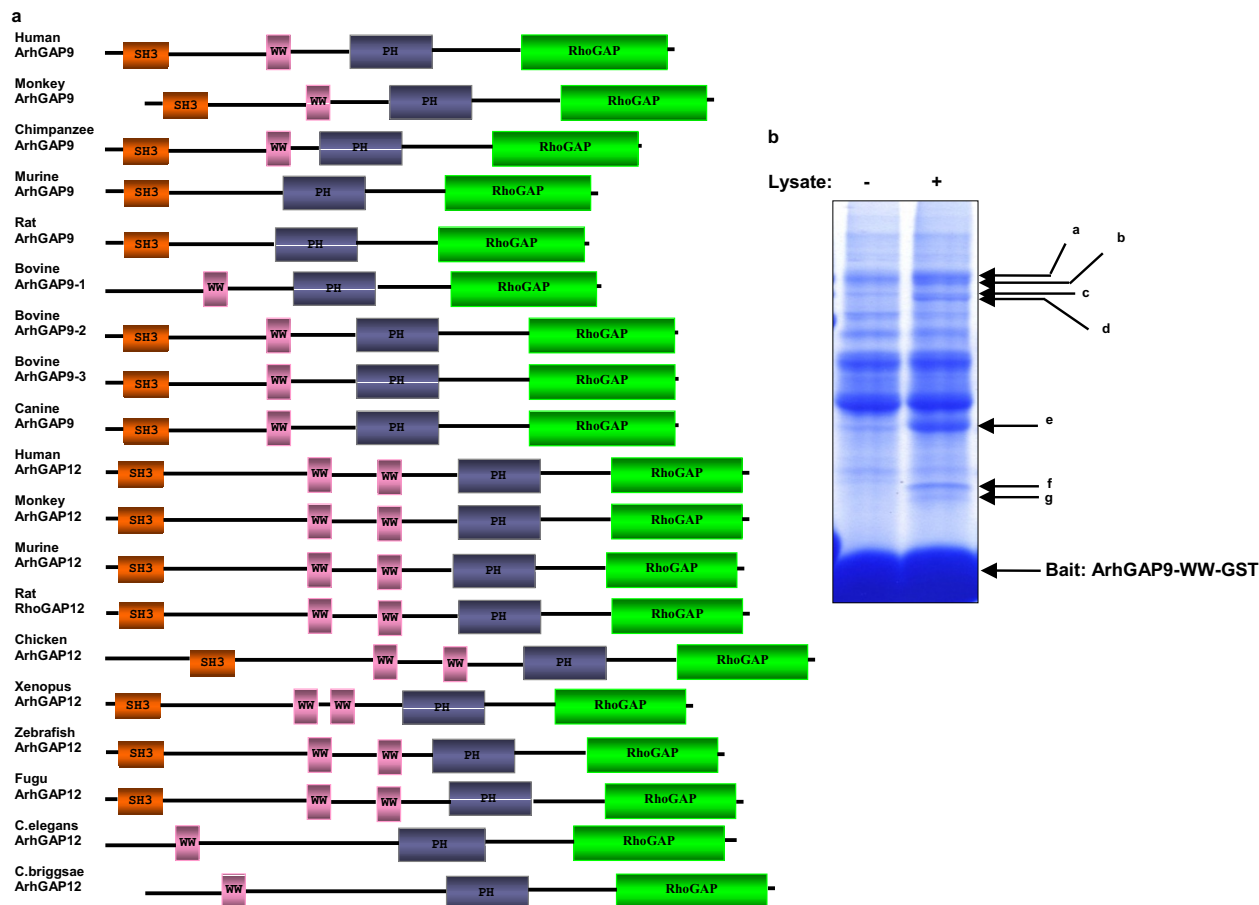 a
Human
ArhGAP9
SH3 WW PH RhoGAP
Monkey
ArhGAP9
SH3 WW PH RhoGAP
Chimpanzee
ArhGAP9
SH3 WW PH RhoGAP
Murine
ArhGAP9
SH3 PH RhoGAP
Rat
ArhGAP9
SH3 PH RhoGAP
Bovine
ArhGAP9-1
WW PH RhoGAP
Bovine
ArhGAP9-2
SH3 WW PH RhoGAP
Bovine
ArhGAP9-3
SH3 WW PH RhoGAP
Canine
ArhGAP9
SH3 WW PH RhoGAP
Human
ArhGAP12
SH3 WW WW PH RhoGAP
Monkey
ArhGAP12
SH3 WW WW PH RhoGAP
Murine
ArhGAP12
SH3 WW WW PH RhoGAP
Rat
RhoGAP12
SH3 WW WW PH RhoGAP
Chicken
ArhGAP12
SH3 WW WW PH RhoGAP
Xenopus
ArhGAP12
SH3 WW WW PH RhoGAP
Zebrafish
ArhGAP12
SH3 WW WW PH RhoGAP
Fugu
ArhGAP12
SH3 WW WW PH RhoGAP
C.elegans
ArhGAP12
WW PH RhoGAP
C.briggsae
ArhGAP12
WW PH RhoGAP
b
Lysate: - +
a
b
c
d
e
f
g
Bait: ArhGAP9-WW-GST